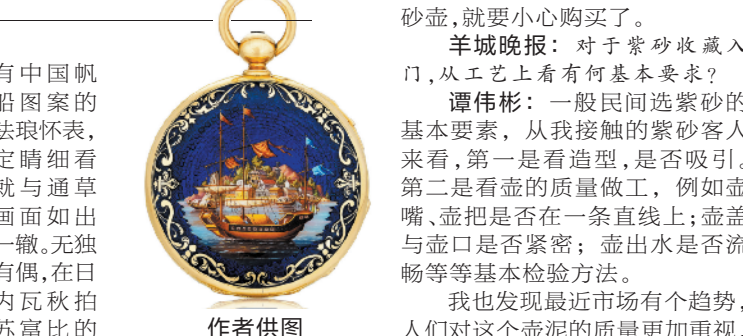 有中国帆
船图案的
珐琅怀表，
定睛细看
就与通草
画面如出
一辙。无独
有偶，在日
内瓦秋拍
苏富比的
作者供图
砂壶，就要小心购买了。
羊城晚报：对于紫砂收藏入
门，从工艺上看有何基本要求？
谭伟彬：一般民间选紫砂的
基本要素，从我接触的紫砂客人
来看，第一是看造型，是否吸引。
第二是看壶的质量做工，例如壶
嘴、壶把是否在一条直线上；壶盖
与壶口是否紧密；壶出水是否流
畅等等基本检验方法。
我也发现最近市场有个趋势，
人们对这个壶泥的质量更加重视，